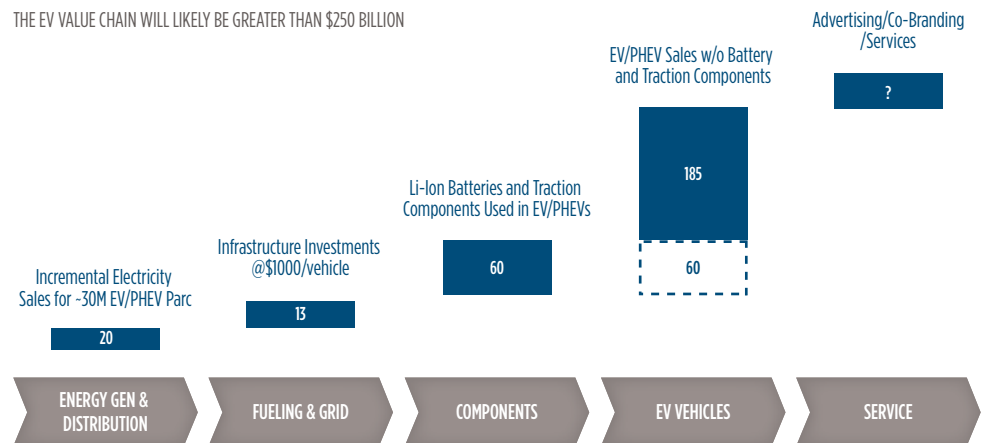 THE EV VALUE CHAIN WILL LIKELY BE GREATER THAN $250 BILLION
Advertising/Co-Branding
/Services
?
EV/PHEV Sales w/o Battery
and Traction Components
185
60
Li-Ion Batteries and Traction
Components Used in EV/PHEVs
60
Infrastructure Investments
@$1000/vehicle
13
Incremental Electricity
Sales for ~30M EV/PHEV Parc
20
ENERGY GEN &
DISTRIBUTION
FUELING & GRID
COMPONENTS
EV VEHICLES
SERVICE